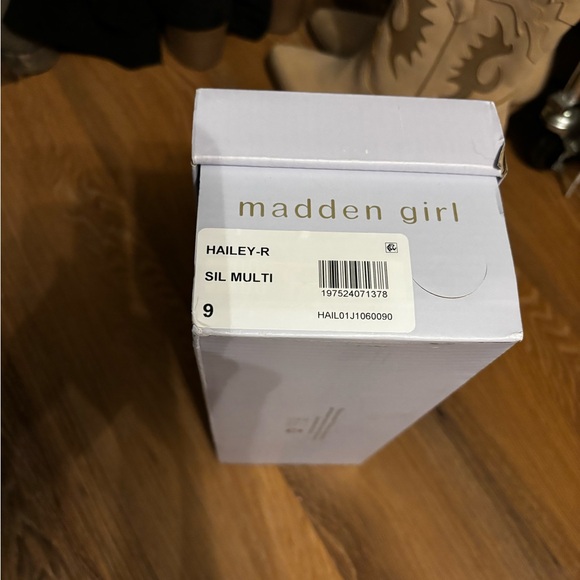 madden girl
HAILEY-R
SIL MULTI
197524071378
9
HAIL01J1060090